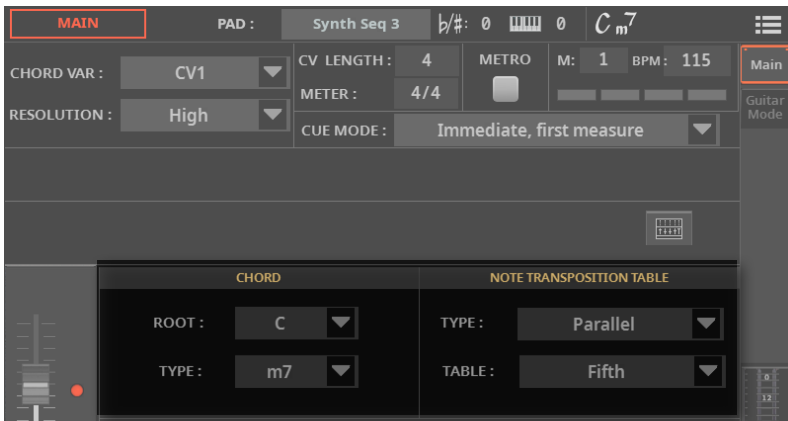 MAIN PAD : Synth Seq 3 ♭/♯: 0 0 Cm7
CHORD VAR : CV1 CV LENGTH : 4 METRO M: 1 BPM: 115 Main
METER : 4/4 Guitar Mode
RESOLUTION : High CUE MODE : Immediate, first measure
CHORD NOTE TRANSPOSITION TABLE
ROOT : C TYPE : Parallel
TYPE : m7 TABLE : Fifth
0
12